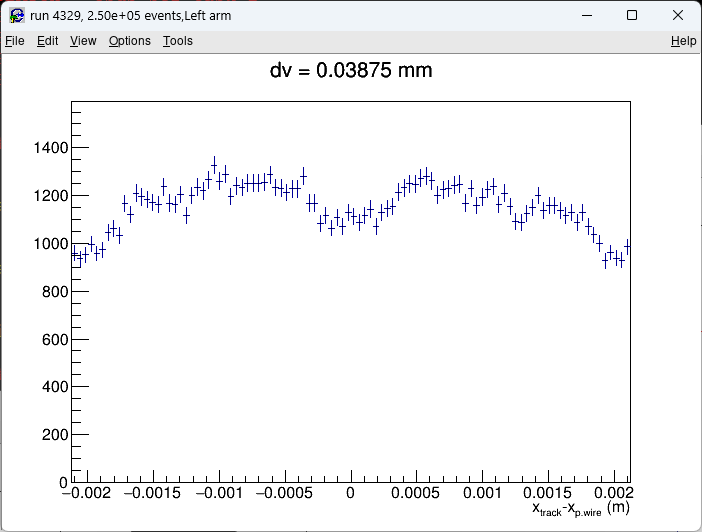 run 4329, 2.50e+05 events,Left arm
File Edit View Options Tools Help
dv = 0.03875 mm
1400
1200
1000
800
600
400
200
0
−0.002 −0.0015 −0.001 −0.0005 0 0.0005 0.001 0.0015 0.002
xtrack-xp.wire (m)